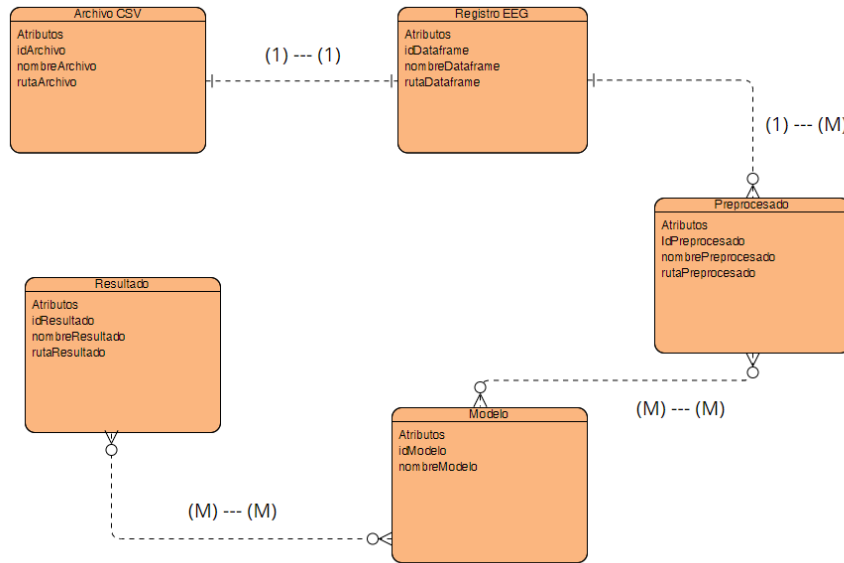 Archivo CSV
Atributos
idArchivo
nombreArchivo
rutaArchivo
(1) --- (1)
Registro EEG
Atributos
idDataframe
nombreDataframe
rutaDataframe
(1) --- (M)
Preprocesado
Atributos
IdPreprocesado
nombrePreprocesado
rutaPreprocesado
Resultado
Atributos
idResultado
nombreResultado
rutaResultado
(M) --- (M)
Modelo
Atributos
idModelo
nombreModelo
(M) --- (M)